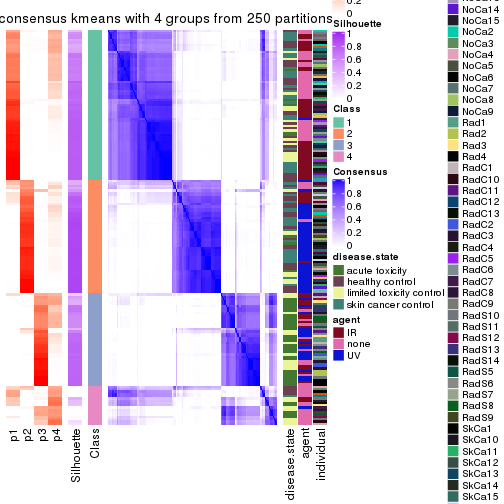 consensus kmeans with 4 groups from 250 partitions
0.2
Silhouette
1
0.8
0.6
0.4
0.2
0
Class
1
2
3
4
Consensus
1
0.8
0.6
0.4
0.2
0
disease.state
acute toxicity
healthy control
limited toxicity control
skin cancer control
agent
IR
none
UV
p1
p2
p3
p4
Silhouette
Class
disease.state
agent
individual
NoCa14
NoCa15
NoCa2
NoCa3
NoCa4
NoCa5
NoCa6
NoCa7
NoCa8
NoCa9
Rad1
Rad2
Rad3
Rad4
RadC1
RadC10
RadC11
RadC12
RadC13
RadC2
RadC3
RadC4
RadC5
RadC6
RadC7
RadC8
RadC9
RadS10
RadS11
RadS12
RadS13
RadS14
RadS5
RadS6
RadS7
RadS8
RadS9
SkCa1
SkCa10
SkCa11
SkCa12
SkCa13
SkCa14
SkCa15